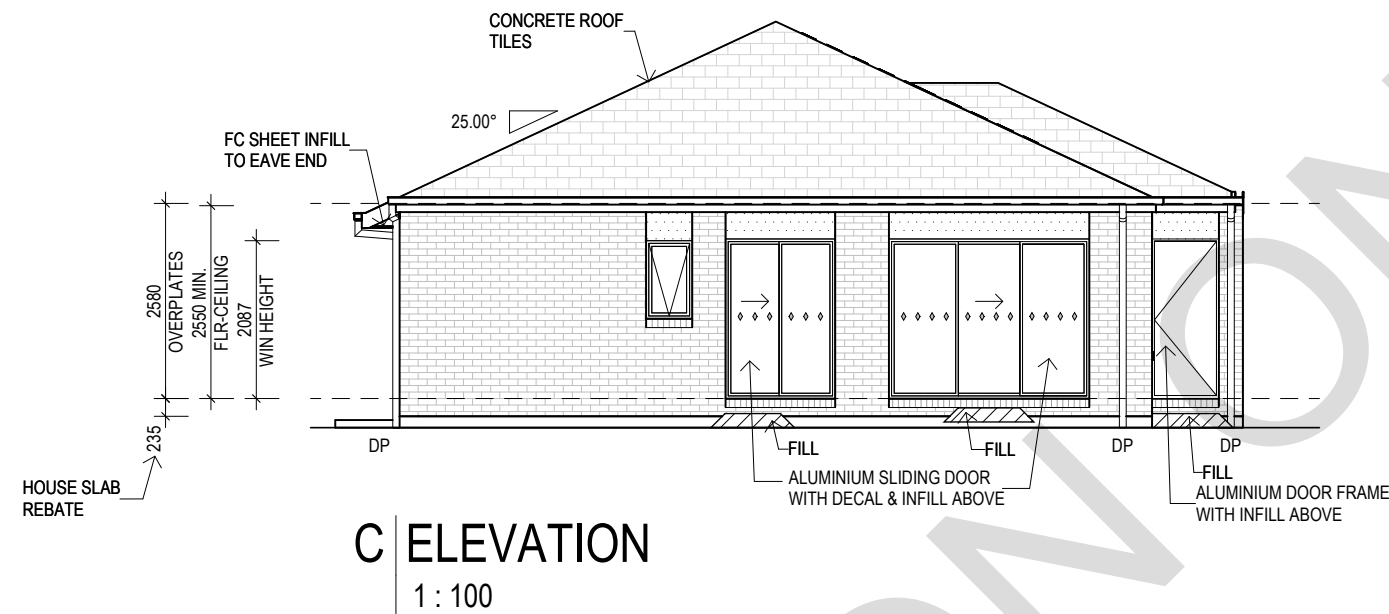 CONCRETE ROOF
TILES
25.00°
FC SHEET INFILL
TO EAVE END
2580
OVERPLATES
2550 MIN.
FLR-CEILING
2087
WIN HEIGHT
235
HOUSE SLAB
REBATE
DP
FILL
FILL
DP
DP
FILL
ALUMINIUM SLIDING DOOR
WITH DECAL & INFILL ABOVE
ALUMINIUM DOOR FRAME
WITH INFILL ABOVE
C ELEVATION
1 : 100